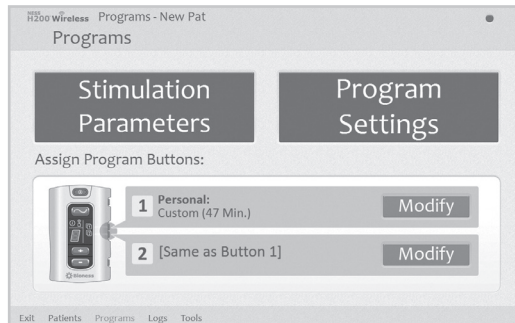 NESS
H200 Wireless Programs - New Pat
Programs
Stimulation Program
Parameters Settings
Assign Program Buttons:
1 Personal: Modify
Custom (47 Min.)
2 [Same as Button 1] Modify
Bioness
Exit Patients Programs Logs Tools